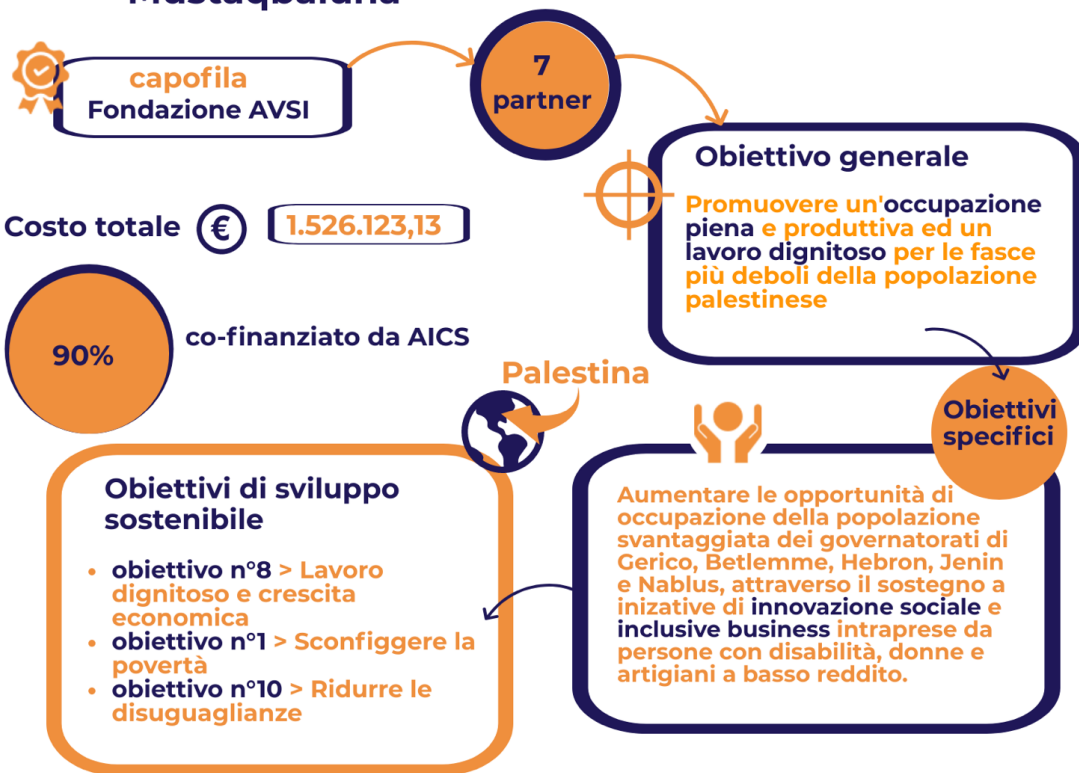 Mustaqbaluna
capofila
Fondazione AVSI
7
partner
Obiettivo generale
Promuovere un'occupazione
piena e produttiva ed un
lavoro dignitoso per le fasce
più deboli della popolazione
palestinese
Costo totale € 1.526.123,13
90%
co-finanziato da AICS
Palestina
Obiettivi
specifici
Aumentare le opportunità di
occupazione della popolazione
svantaggiata dei governatorati di
Gerico, Betlemme, Hebron, Jenin
e Nablus, attraverso il sostegno a
inizative di innovazione sociale e
inclusive business intraprese da
persone con disabilità, donne e
artigiani a basso reddito.
Obiettivi di sviluppo
sostenibile
• obiettivo n°8 > Lavoro
dignitoso e crescita
economica
• obiettivo n°1 > Sconfiggere la
povertà
• obiettivo n°10 > Ridurre le
disuguaglianze